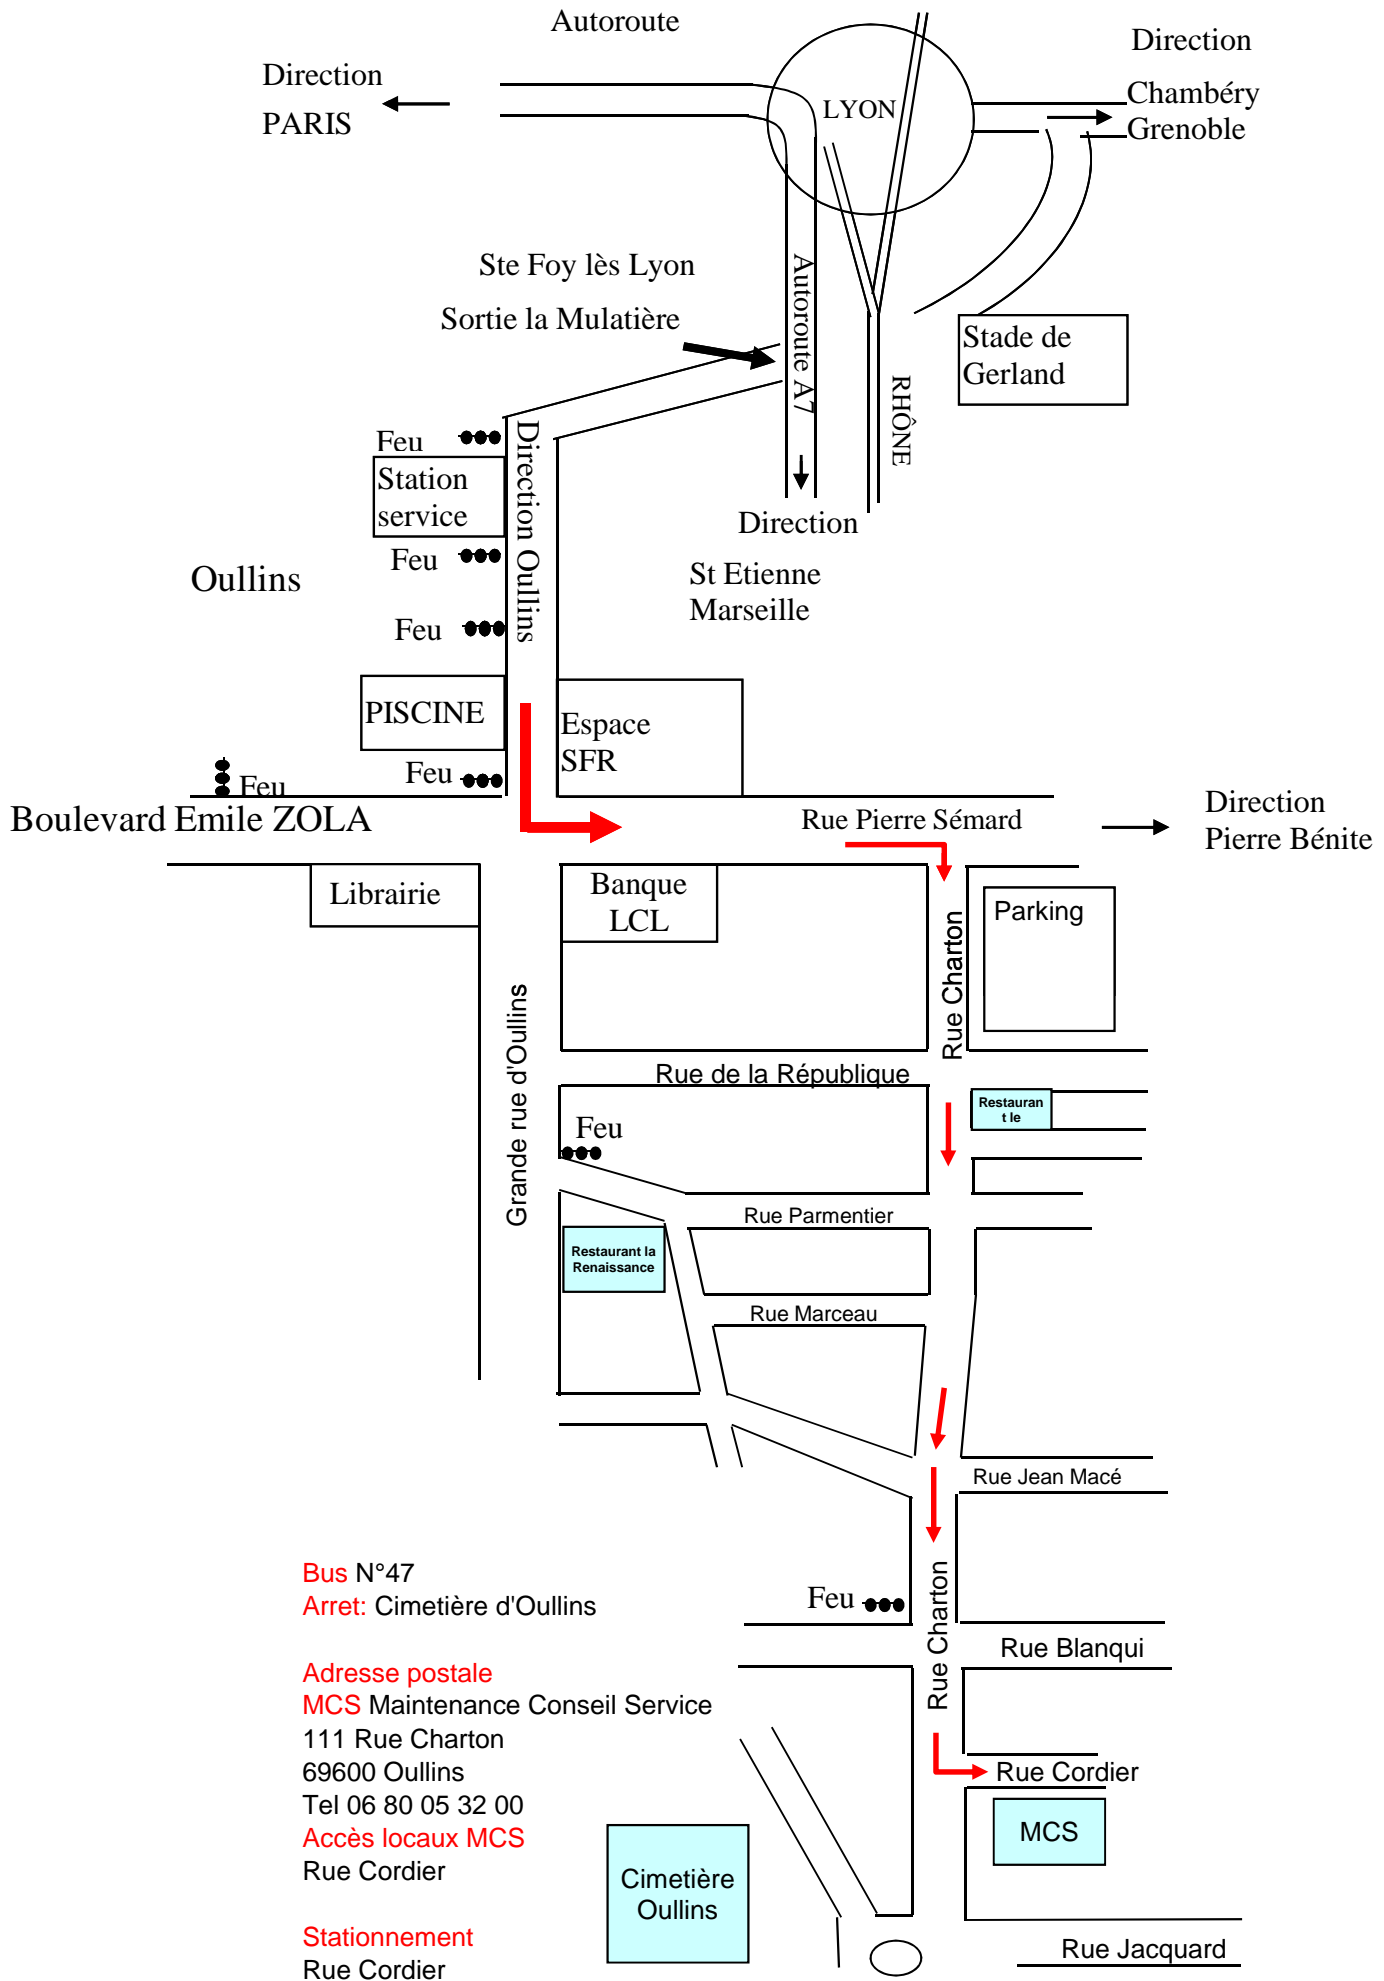 Autoroute
Direction
PARIS
LYON
Direction
Chambéry
Grenoble
Ste Foy lès Lyon
Sortie la Mulatière
Autoroute A7
RHÔNE
Stade de
Gerland
Feu
Station
service
Direction Oullins
Direction
St Etienne
Marseille
Feu
Oullins
Feu
PISCINE
Espace
SFR
Feu
Feu
Boulevard Emile ZOLA
Rue Pierre Sémard
Direction
Pierre Bénite
Librairie
Banque
LCL
Parking
Rue Charton
Grande rue d'Oullins
Rue de la République
Restauran
t le
Feu
Rue Parmentier
Restaurant la
Renaissance
Rue Marceau
Rue Jean Macé
Feu
Rue Charton
Rue Blanqui
Rue Cordier
MCS
Bus N°47
Arret: Cimetière d'Oullins
Adresse postale
MCS Maintenance Conseil Service
111 Rue Charton
69600 Oullins
Tel 06 80 05 32 00
Accès locaux MCS
Rue Cordier
Stationnement
Rue Cordier
Cimetière
Oullins
Rue Jacquard